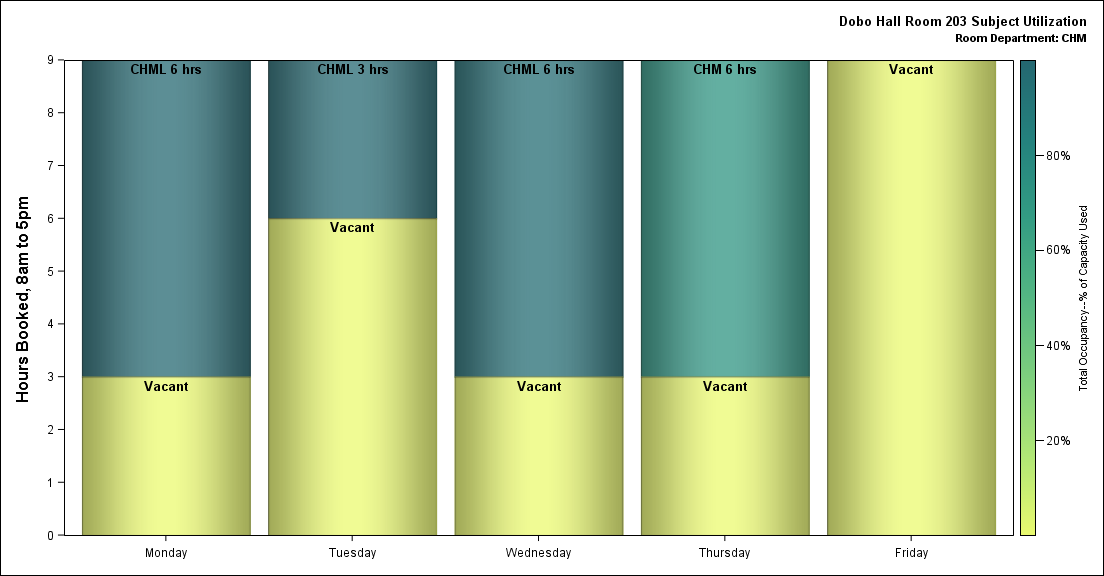 Dobo Hall Room 203 Subject Utilization
Room Department: CHM
Hours Booked, 8am to 5pm
9
8
7
6
5
4
3
2
1
0
CHML 6 hrs
Vacant
CHML 3 hrs
Vacant
CHML 6 hrs
Vacant
CHM 6 hrs
Vacant
Vacant
Monday
Tuesday
Wednesday
Thursday
Friday
80%
60%
40%
20%
Total Occupancy--% of Capacity Used